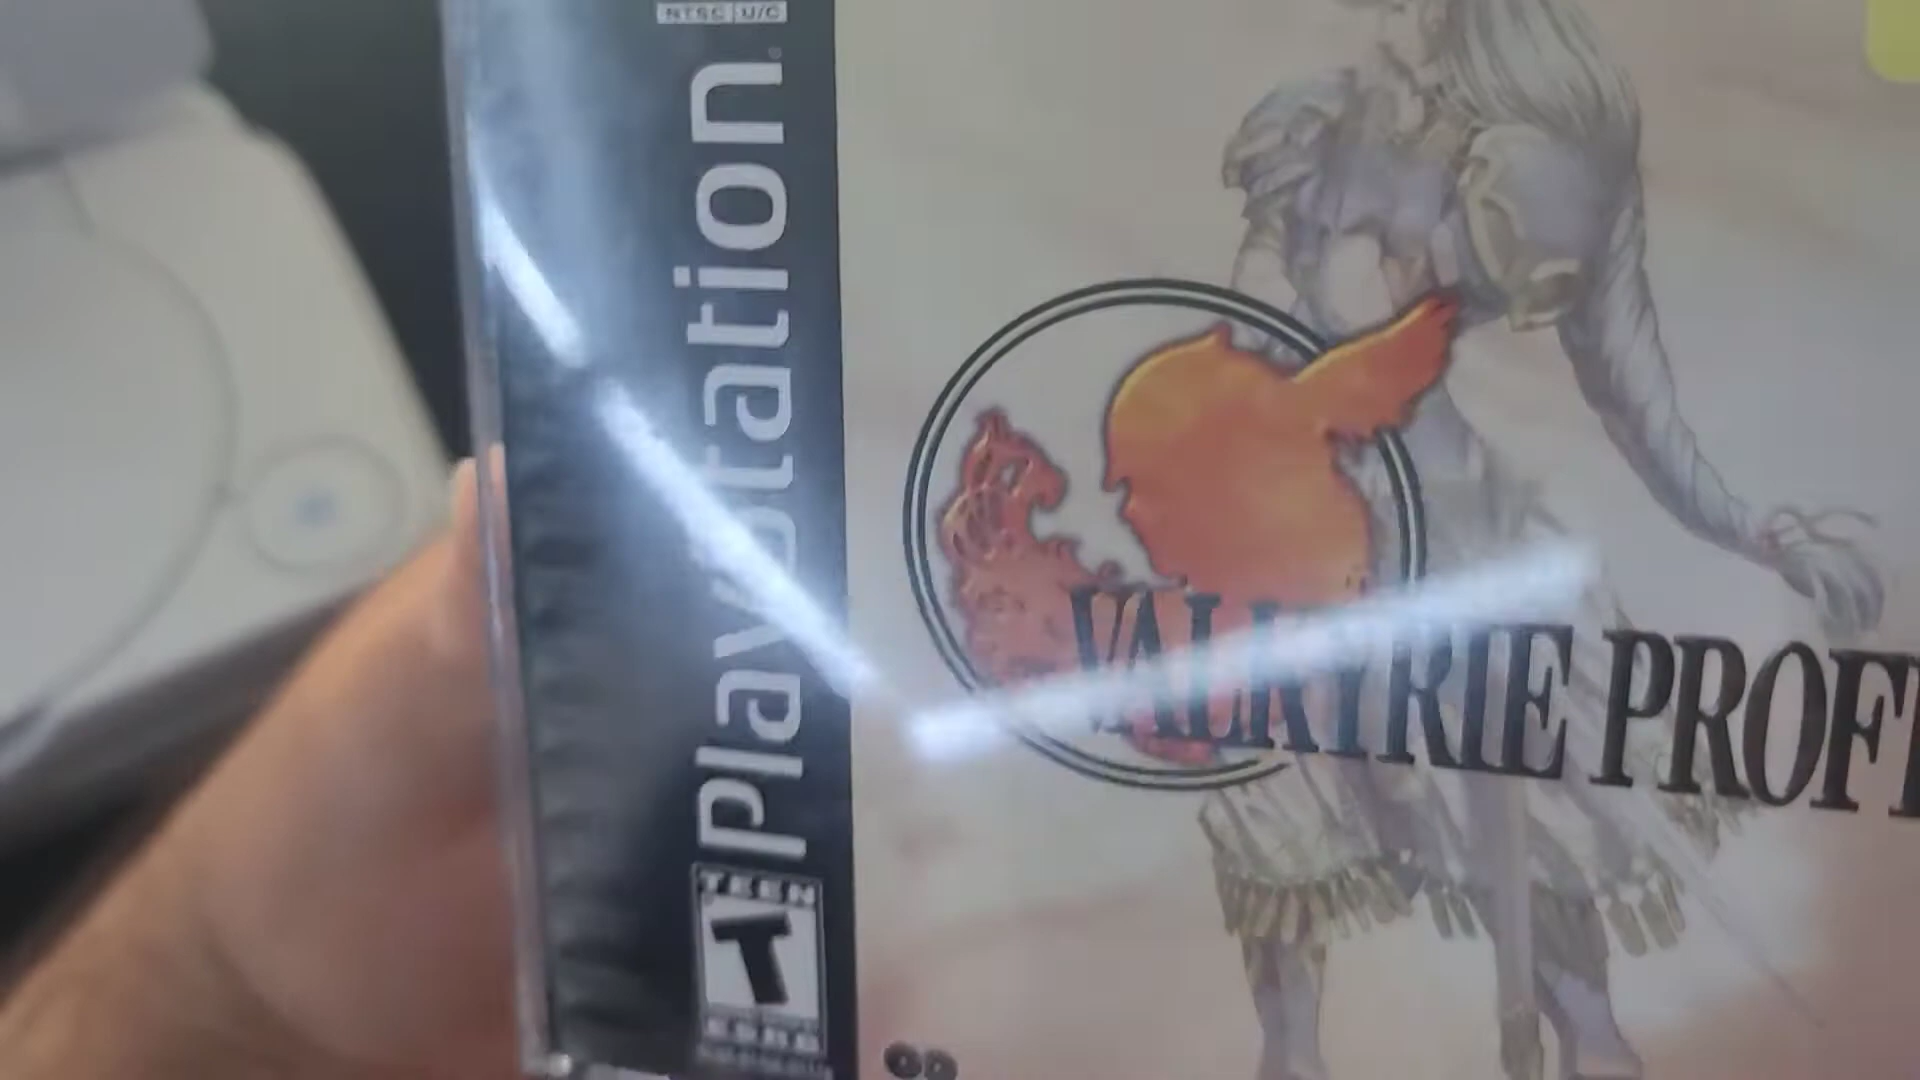 NTSC U/C
PlayStation
VALKYRIE PROFI
TEEN
T
ESRB